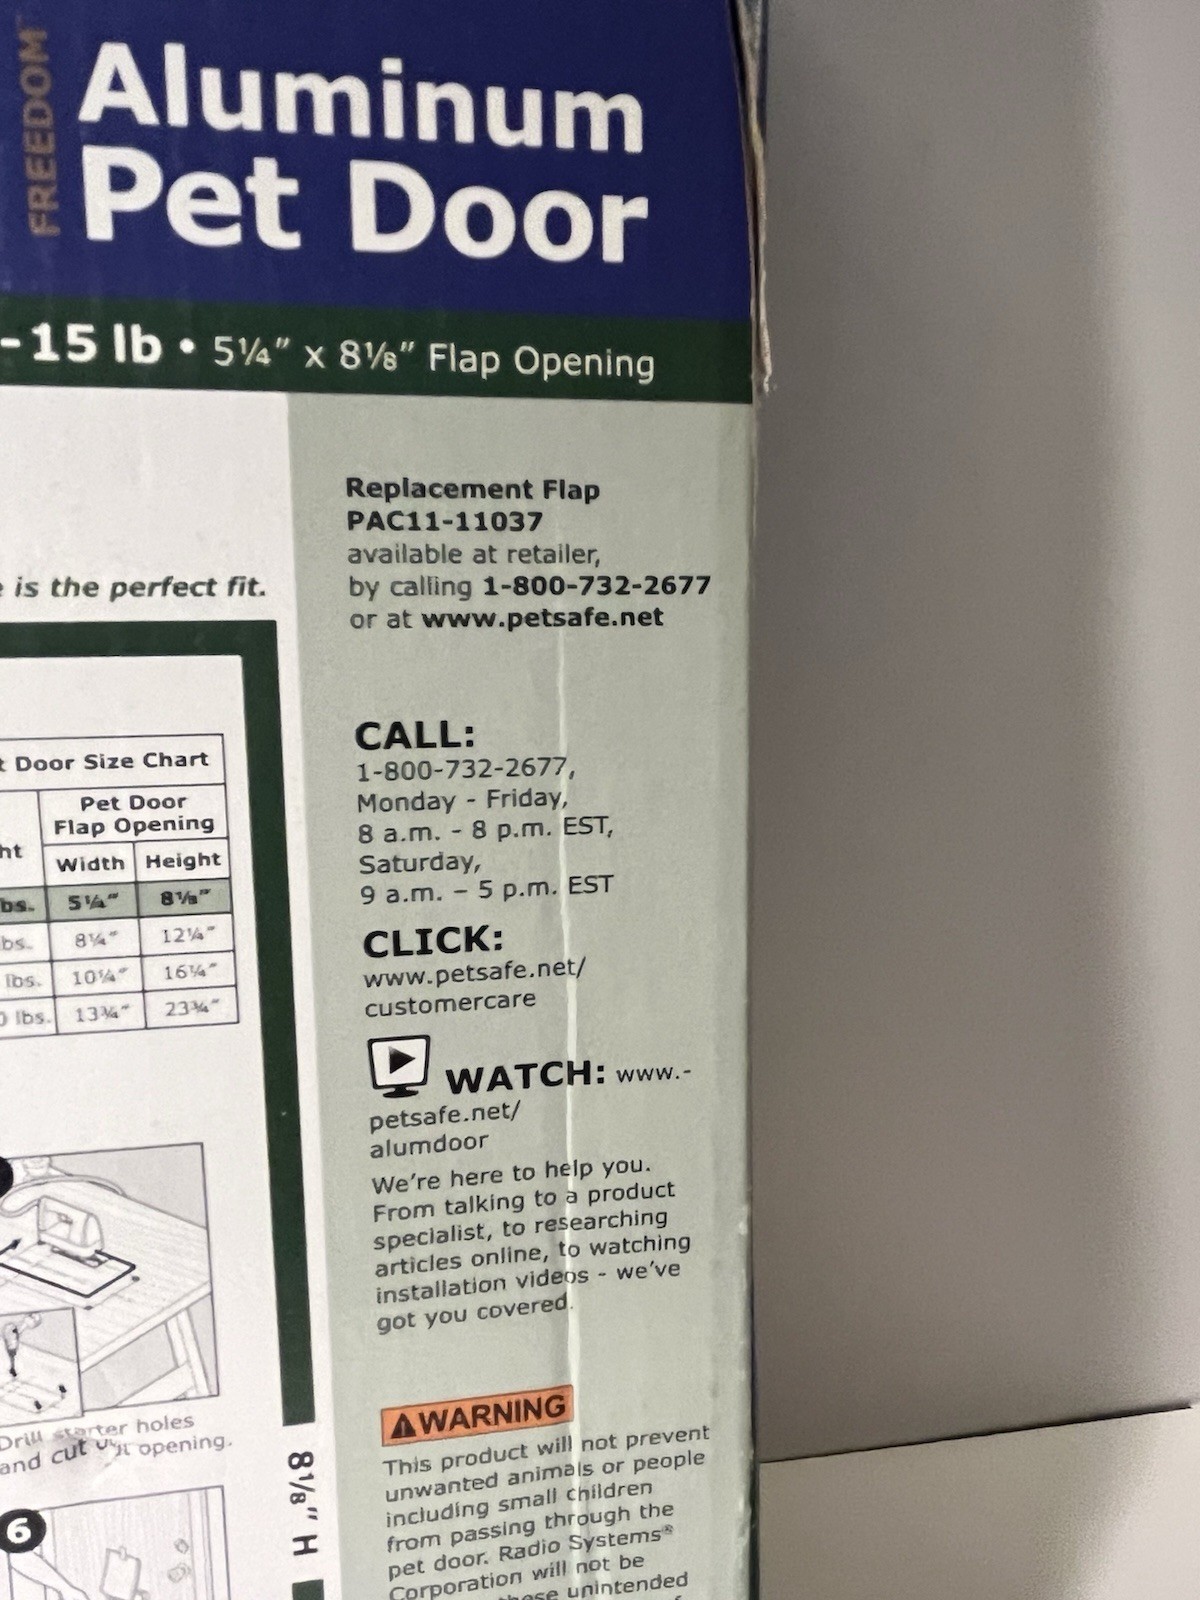 FREEDOM™
Aluminum
Pet Door
- 15 lb • 5¼" x 8⅛" Flap Opening
is the perfect fit.
Door Size Chart
Pet Door
Flap Opening
Width Height
5¼" 8⅛"
8¼" 12¼"
lbs. 10¼" 16¼"
lbs. 13¾" 23¾"
Drill starter holes
and cut out opening.
6
8⅛" H
Replacement Flap
PAC11-11037
available at retailer,
by calling 1-800-732-2677
or at www.petsafe.net
CALL:
1-800-732-2677,
Monday - Friday,
8 a.m. - 8 p.m. EST,
Saturday,
9 a.m. – 5 p.m. EST
CLICK:
www.petsafe.net/
customercare
WATCH: www.-
petsafe.net/
alumdoor
We're here to help you.
From talking to a product
specialist, to researching
articles online, to watching
installation videos - we've
got you covered.
WARNING
This product will not prevent
unwanted animals or people
including small children
from passing through the
pet door. Radio Systems®
Corporation will not be
unintended